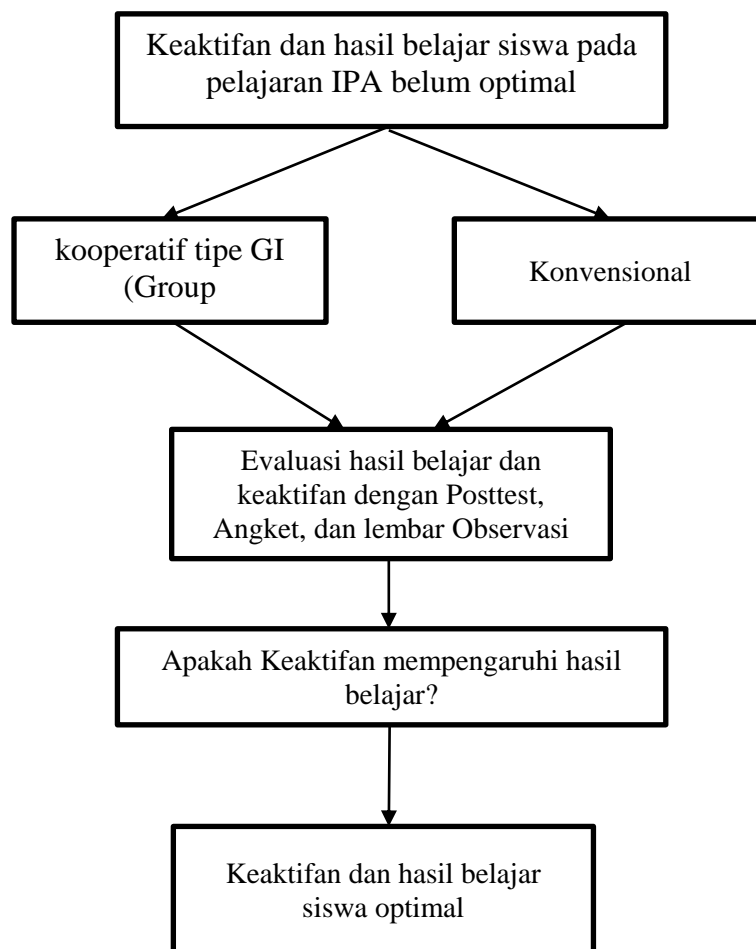 Keaktifan dan hasil belajar siswa pada
pelajaran IPA belum optimal
kooperatif tipe GI
(Group
Konvensional
Evaluasi hasil belajar dan
keaktifan dengan Posttest,
Angket, dan lembar Observasi
Apakah Keaktifan mempengaruhi hasil
belajar?
Keaktifan dan hasil belajar
siswa optimal